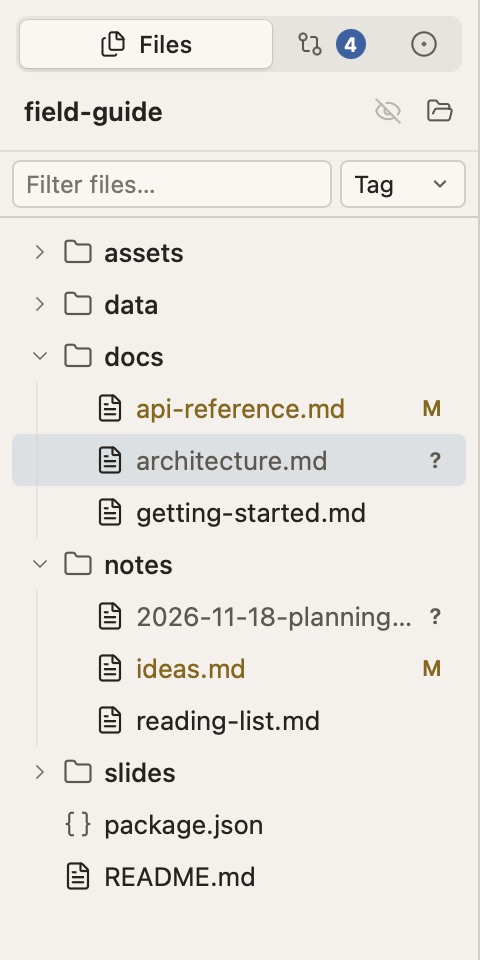 Files 4
field-guide
Filter files... Tag
assets
data
docs
api-reference.md M
architecture.md ?
getting-started.md
notes
2026-11-18-planning... ?
ideas.md M
reading-list.md
slides
{} package.json
README.md